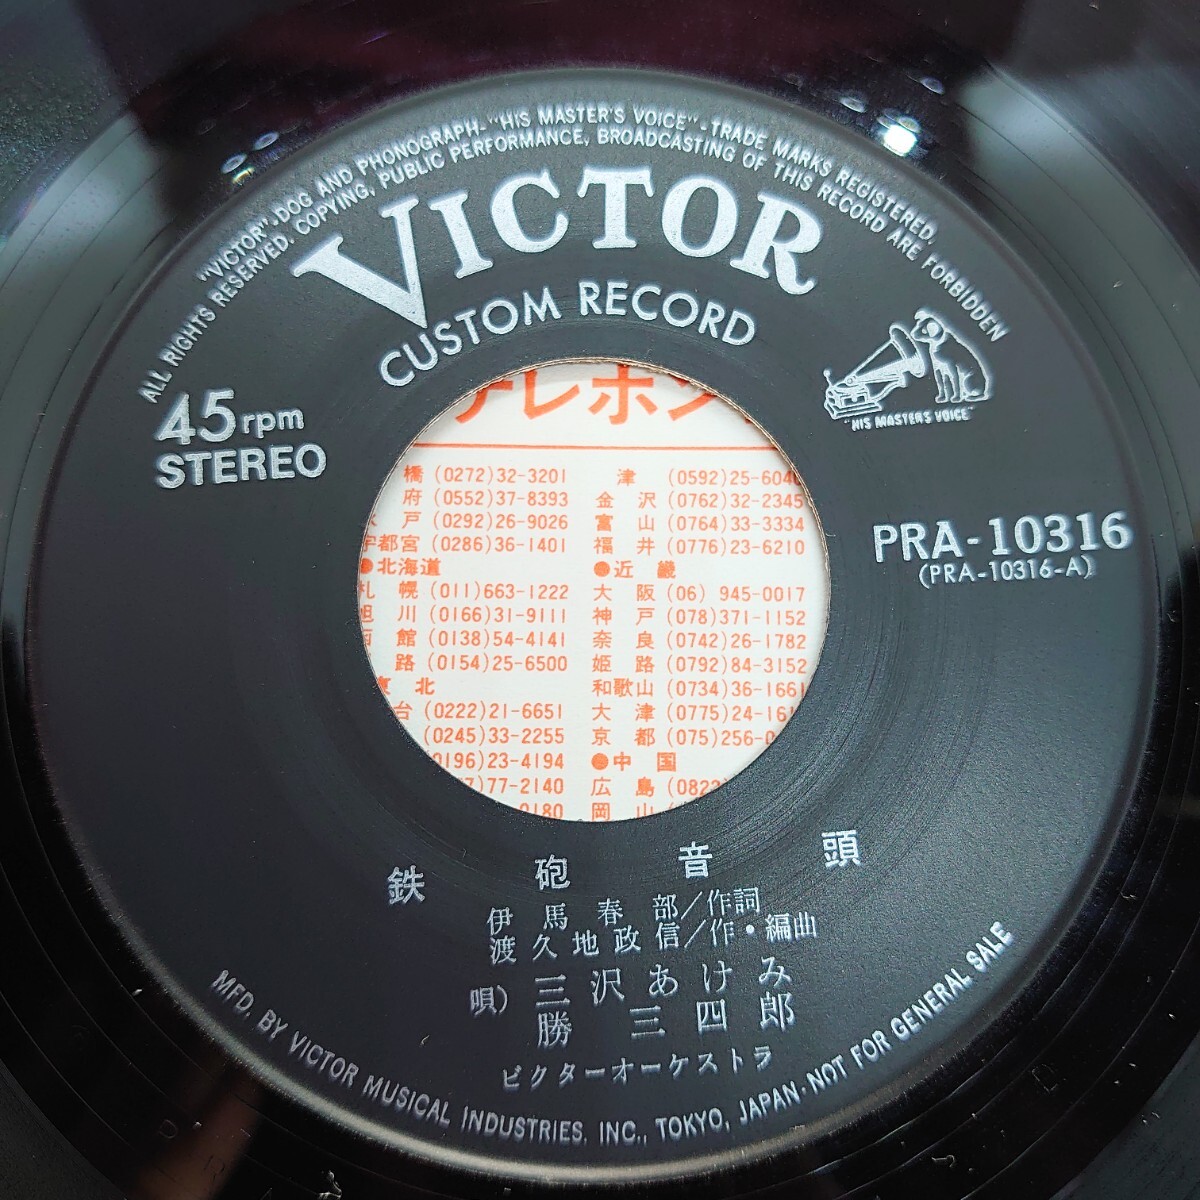 "VICTOR"-DOG AND PHONOGRAPH-"HIS MASTER'S VOICE"-TRADE MARKS REGISTERED.
ALL RIGHTS RESERVED. COPYING, PUBLIC PERFORMANCE, BROADCASTING OF THIS RECORD ARE FORBIDDEN
VICTOR
CUSTOM RECORD
45rpm
STEREO
"HIS MASTER'S VOICE"
PRA-10316
(PRA-10316-A)
テレホン
橋 (0272)32-3201
府 (0552)37-8393
戸 (0292)26-9026
宇都宮 (0286)36-1401
●北海道
札幌 (011)663-1222
旭川 (0166)31-9111
館 (0138)54-4141
路 (0154)25-6500
東北
台 (0222)21-6651
(0245)33-2255
(0196)23-4194
77-2140
0180
津 (0592)25-604
金沢 (0762)32-2345
富山 (0764)33-3334
福井 (0776)23-6210
●近畿
大阪 (06) 945-0017
神戸 (078)371-1152
奈良 (0742)26-1782
姫路 (0792)84-3152
和歌山 (0734)36-1661
大津 (0775)24-161
京都 (075)256-0
●中国
広島 (082
岡山 (
鉄砲音頭
伊馬春部/作詞
渡久地政信/作・編曲
唄) 三沢あけみ
勝三四郎
ビクターオーケストラ
MFD. BY VICTOR MUSICAL INDUSTRIES, INC., TOKYO, JAPAN·NOT FOR GENERAL SALE